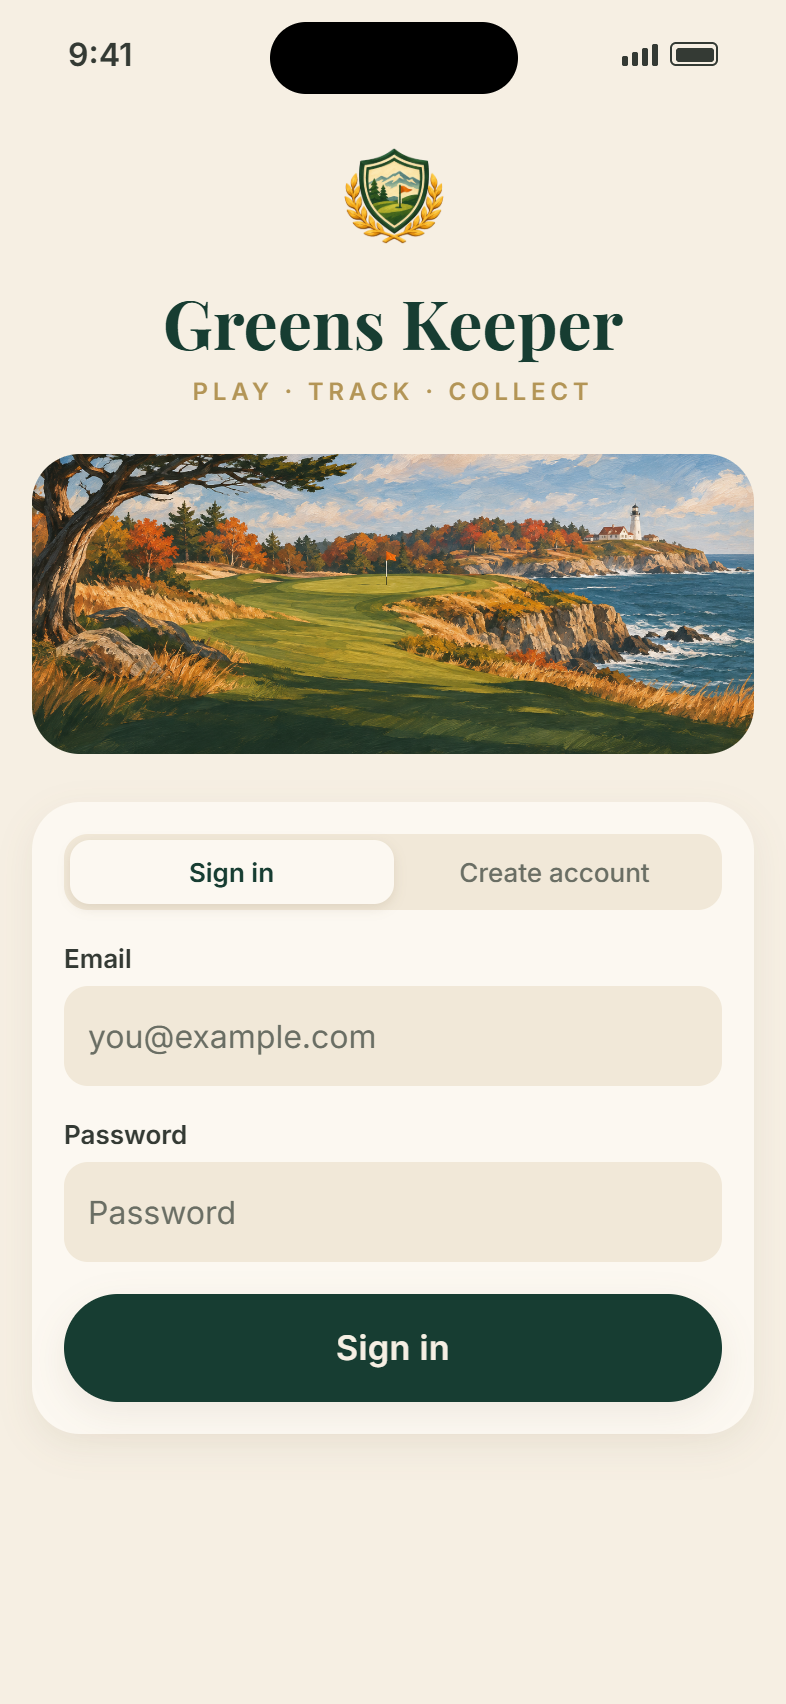 9:41
Greens Keeper
PLAY · TRACK · COLLECT
Sign in
Create account
Email
you@example.com
Password
Password
Sign in